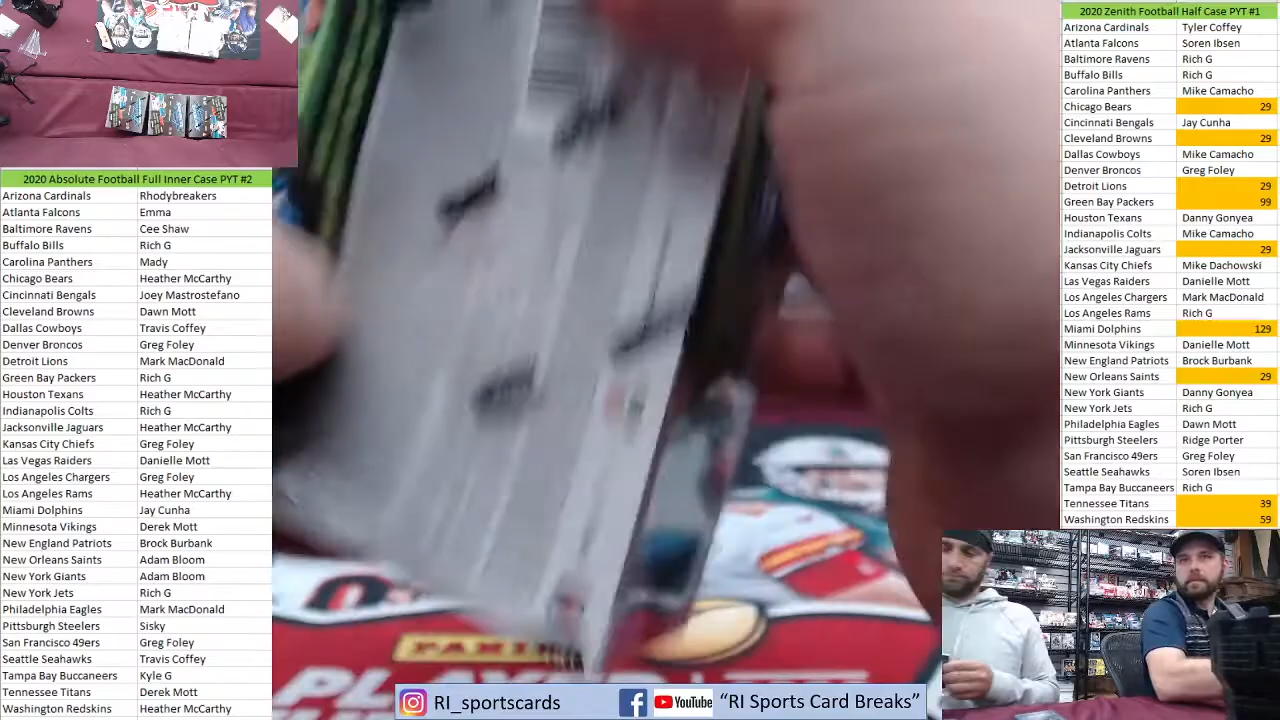 2020 Absolute Football Full Inner Case PYT #2
Arizona Cardinals Rhodybreakers
Atlanta Falcons Emma
Baltimore Ravens Cee Shaw
Buffalo Bills Rich G
Carolina Panthers Mady
Chicago Bears Heather McCarthy
Cincinnati Bengals Joey Mastrostefano
Cleveland Browns Dawn Mott
Dallas Cowboys Travis Coffey
Denver Broncos Greg Foley
Detroit Lions Mark MacDonald
Green Bay Packers Rich G
Houston Texans Heather McCarthy
Indianapolis Colts Rich G
Jacksonville Jaguars Heather McCarthy
Kansas City Chiefs Greg Foley
Las Vegas Raiders Danielle Mott
Los Angeles Chargers Greg Foley
Los Angeles Rams Heather McCarthy
Miami Dolphins Jay Cunha
Minnesota Vikings Derek Mott
New England Patriots Brock Burbank
New Orleans Saints Adam Bloom
New York Giants Adam Bloom
New York Jets Rich G
Philadelphia Eagles Mark MacDonald
Pittsburgh Steelers Sisky
San Francisco 49ers Greg Foley
Seattle Seahawks Travis Coffey
Tampa Bay Buccaneers Kyle G
Tennessee Titans Derek Mott
Washington Redskins Heather McCarthy
PANINI
RI_sportscards YouTube “RI Sports Card Breaks”
2020 Zenith Football Half Case PYT #1
Arizona Cardinals Tyler Coffey
Atlanta Falcons Soren Ibsen
Baltimore Ravens Rich G
Buffalo Bills Rich G
Carolina Panthers Mike Camacho
Chicago Bears 29
Cincinnati Bengals Jay Cunha
Cleveland Browns 29
Dallas Cowboys Mike Camacho
Denver Broncos Greg Foley
Detroit Lions 29
Green Bay Packers 99
Houston Texans Danny Gonyea
Indianapolis Colts Mike Camacho
Jacksonville Jaguars 29
Kansas City Chiefs Mike Dachowski
Las Vegas Raiders Danielle Mott
Los Angeles Chargers Mark MacDonald
Los Angeles Rams Rich G
Miami Dolphins 129
Minnesota Vikings Danielle Mott
New England Patriots Brock Burbank
New Orleans Saints 29
New York Giants Danny Gonyea
New York Jets Rich G
Philadelphia Eagles Dawn Mott
Pittsburgh Steelers Ridge Porter
San Francisco 49ers Greg Foley
Seattle Seahawks Soren Ibsen
Tampa Bay Buccaneers Rich G
Tennessee Titans 39
Washington Redskins 59